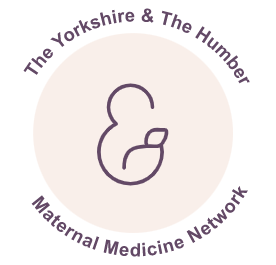 The Yorkshire & The Humber
Maternal Medicine Network